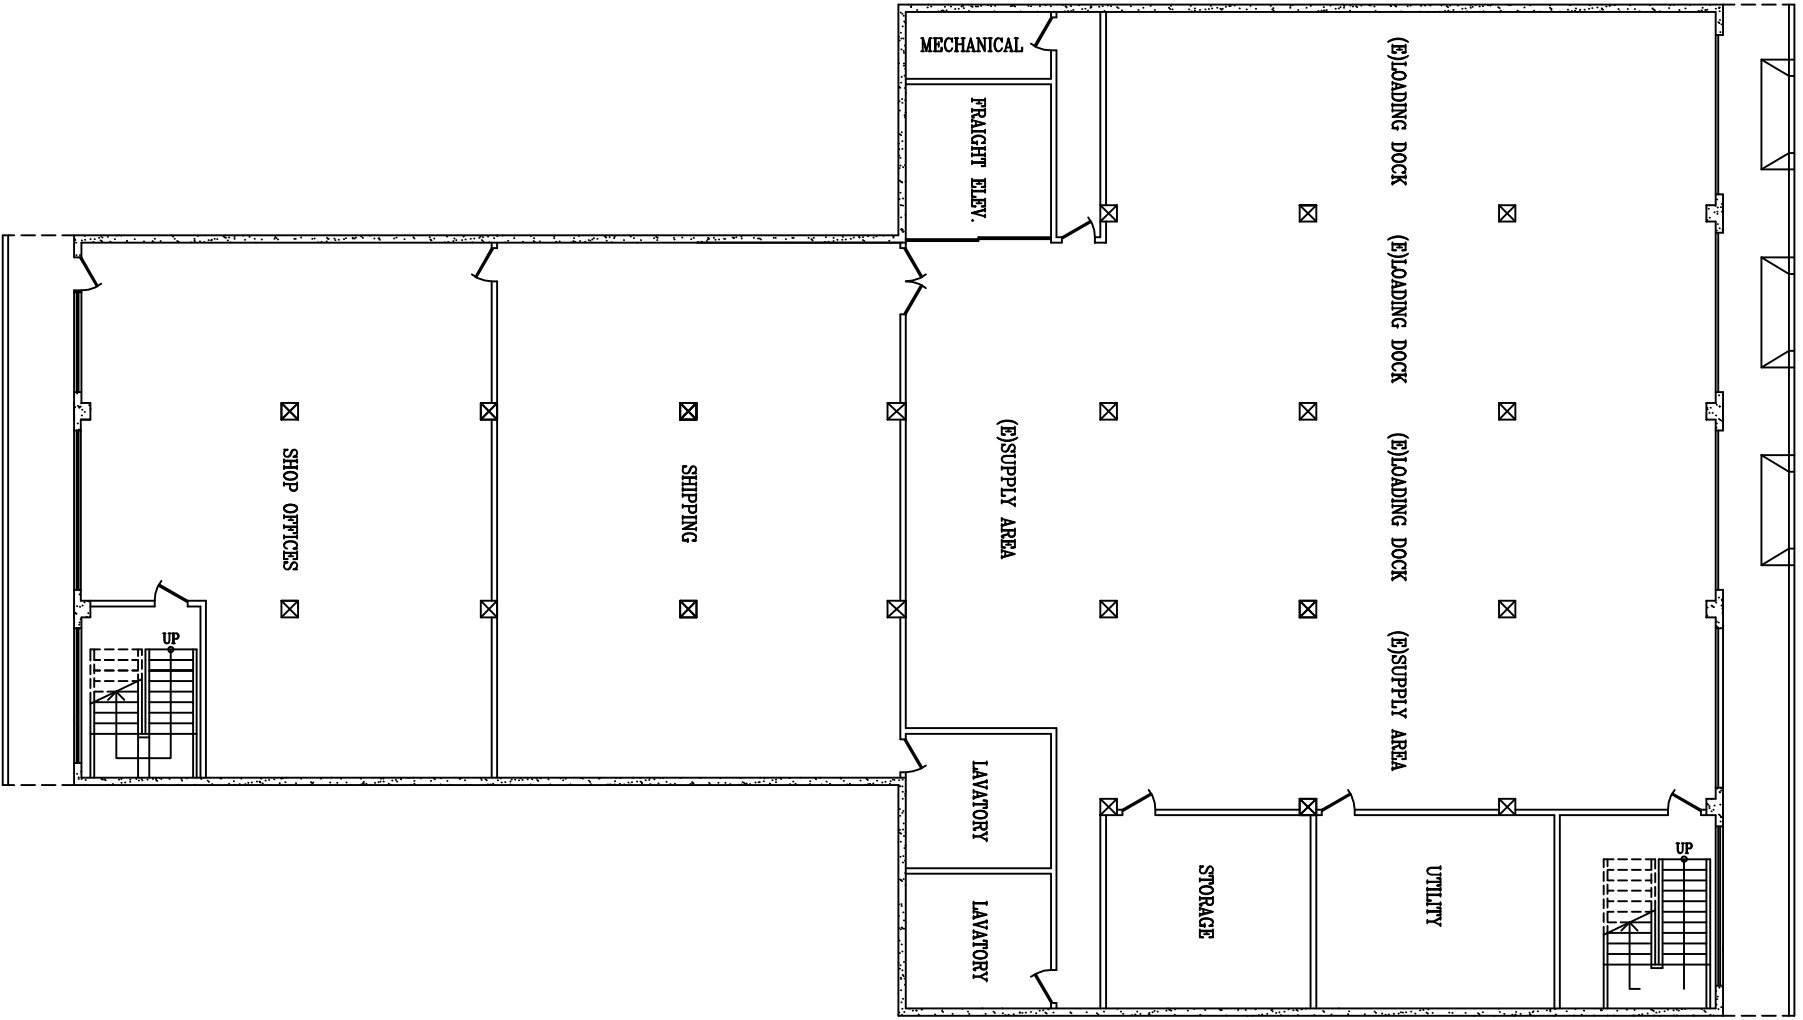 MECHANICAL
FRAIGHT ELEV.
(E)LOADING DOCK
(E)LOADING DOCK
(E)LOADING DOCK
(E)SUPPLY AREA
(E)SUPPLY AREA
SHOP OFFICES
SHIPPING
UP
LAVATORY
LAVATORY
STORAGE
UTILITY
UP